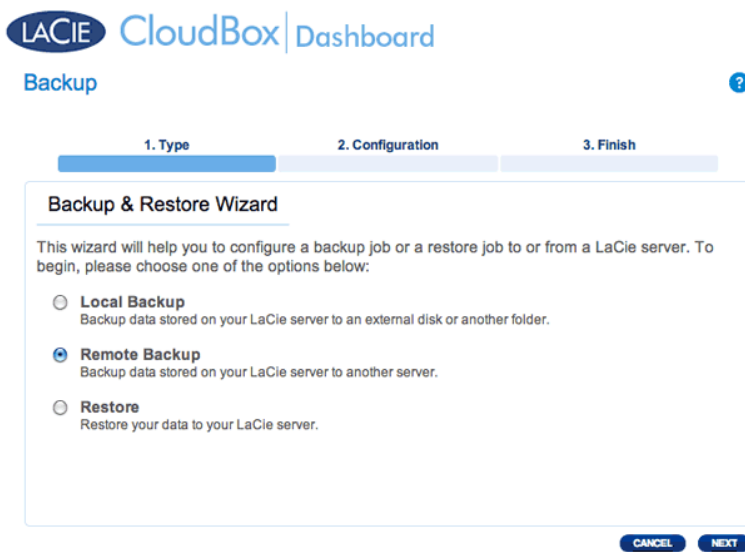 LACIE CloudBox Dashboard
Backup
?
1. Type 2. Configuration 3. Finish
Backup & Restore Wizard
This wizard will help you to configure a backup job or a restore job to or from a LaCie server. To
begin, please choose one of the options below:
Local Backup
Backup data stored on your LaCie server to an external disk or another folder.
Remote Backup
Backup data stored on your LaCie server to another server.
Restore
Restore your data to your LaCie server.
CANCEL NEXT